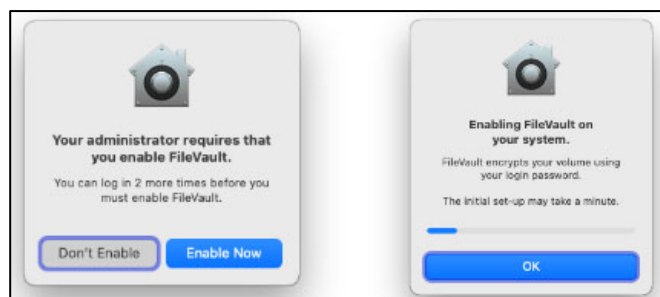 Your administrator requires that
you enable FileVault.
You can log in 2 more times before you
must enable FileVault.
Don't Enable
Enable Now
Enabling FileVault on
your system.
FileVault encrypts your volume using
your login password.
The initial set-up may take a minute.
OK